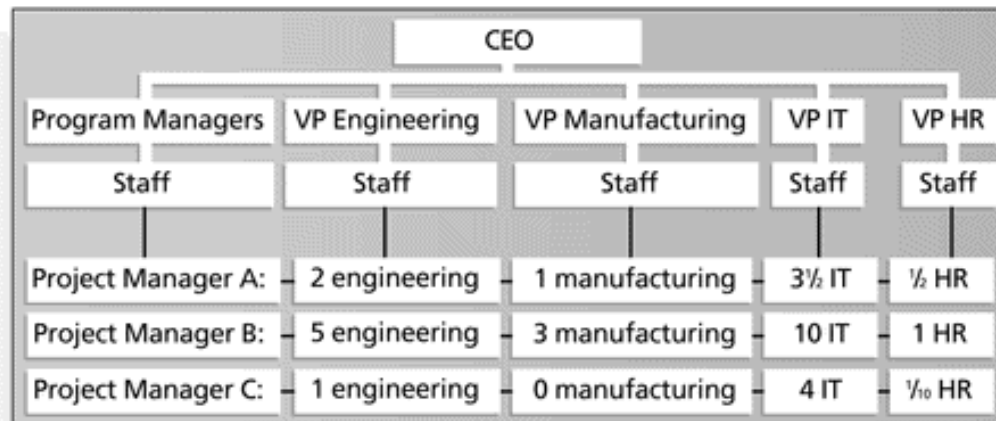 CEO
Program Managers VP Engineering VP Manufacturing VP IT VP HR
Staff Staff Staff Staff Staff
Project Manager A: 2 engineering 1 manufacturing 3½ IT ½ HR
Project Manager B: 5 engineering 3 manufacturing 10 IT 1 HR
Project Manager C: 1 engineering 0 manufacturing 4 IT ⅒ HR